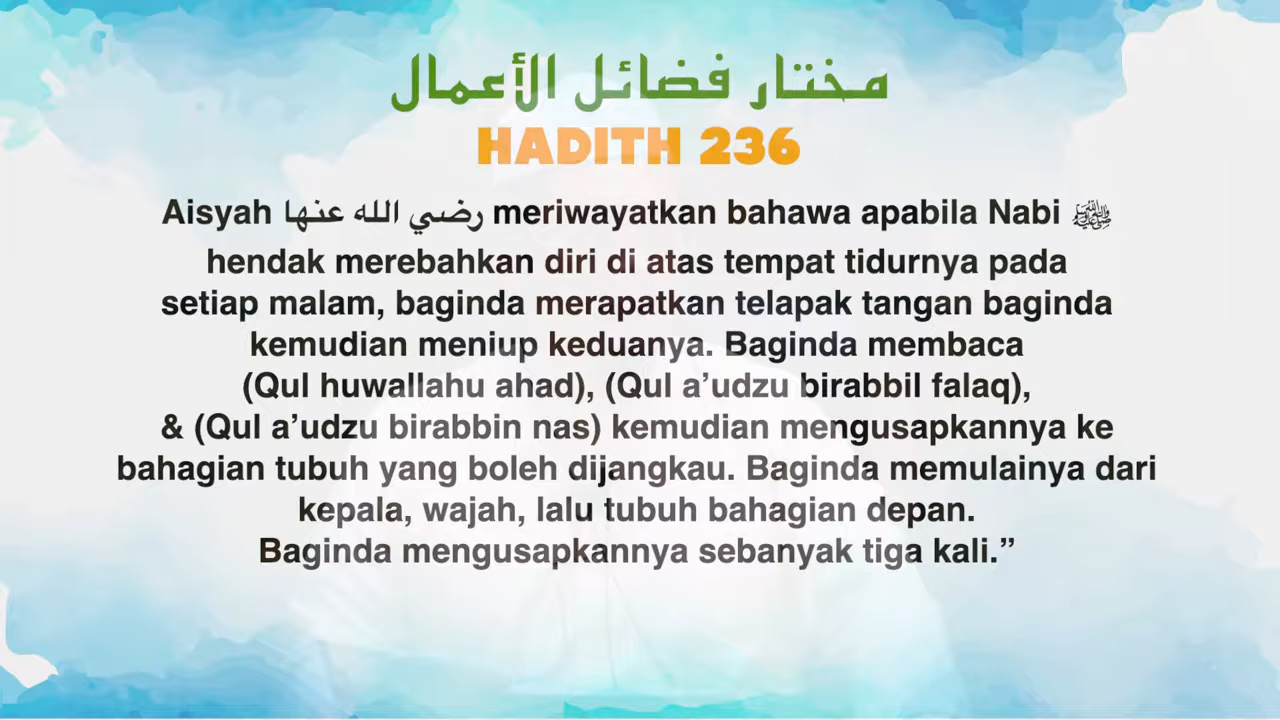 مختار فضائل الأعمال
HADITH 236
Aisyah رضي الله عنها meriwayatkan bahawa apabila Nabi ﷺ
hendak merebahkan diri di atas tempat tidurnya pada
setiap malam, baginda merapatkan telapak tangan baginda
kemudian meniup keduanya. Baginda membaca
(Qul huwallahu ahad), (Qul a’udzu birabbil falaq),
& (Qul a’udzu birabbin nas) kemudian mengusapkannya ke
bahagian tubuh yang boleh dijangkau. Baginda memulainya dari
kepala, wajah, lalu tubuh bahagian depan.
Baginda mengusapkannya sebanyak tiga kali.”